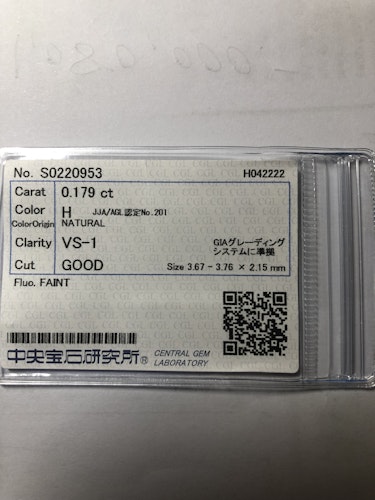 No. S0220953 H042222
Carat 0.179 ct
Color H JJA/AGL認定No.201
ColorOrigin NATURAL
Clarity VS-1 GIAグレーディング
システムに準拠
Cut GOOD Size 3.67 - 3.76 × 2.15 mm
Fluo. FAINT
中央宝石研究所® CENTRAL GEM
LABORATORY